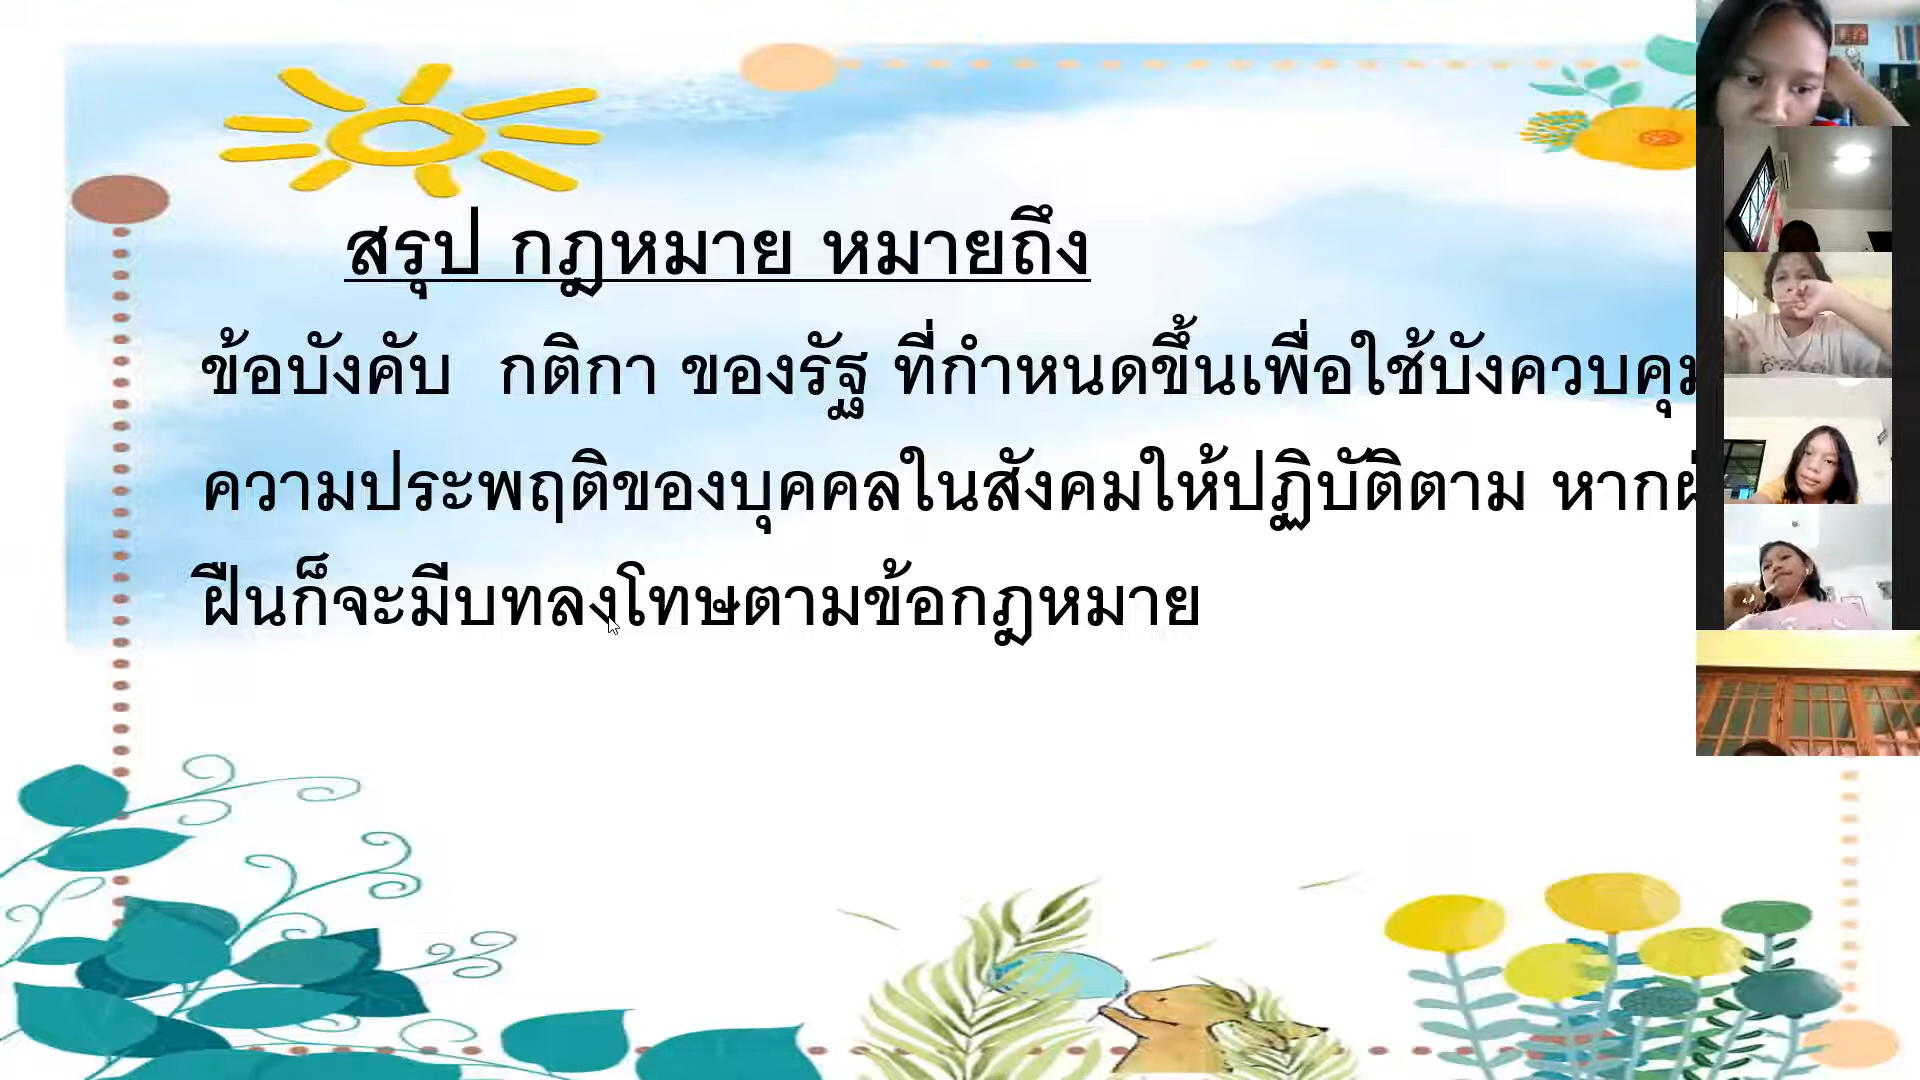 สรุป กฎหมาย หมายถึง
ข้อบังคับ กติกา ของรัฐ ที่กำหนดขึ้นเพื่อใช้บังควบคุม
ความประพฤติของบุคคลในสังคมให้ปฏิบัติตาม หากฝ่
ฝืนก็จะมีบทลงโทษตามข้อกฎหมาย